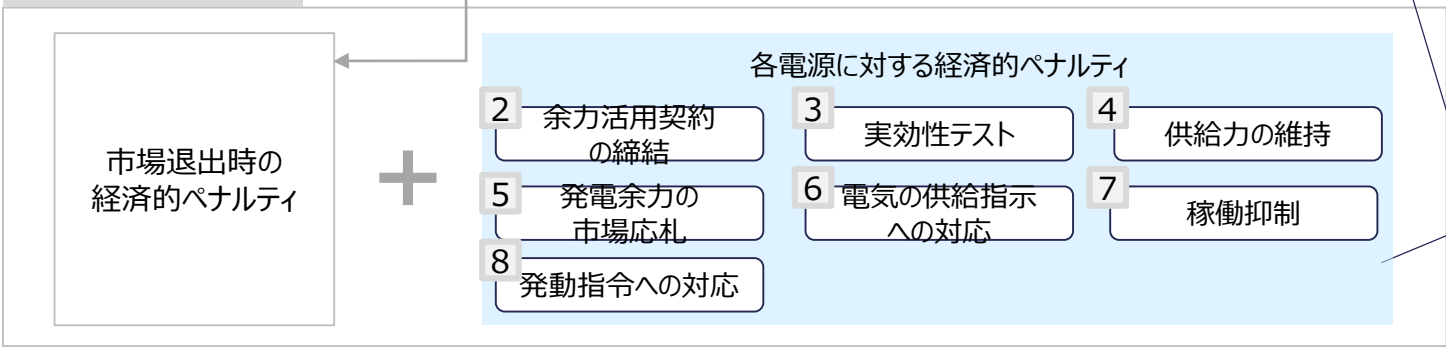 各電源に対する経済的ペナルティ
市場退出時の
経済的ペナルティ
+
2
余力活用契約
の締結
3
実効性テスト
4
供給力の維持
5
発電余力の
市場応札
6
電気の供給指示
への対応
7
稼働抑制
8
発動指令への対応